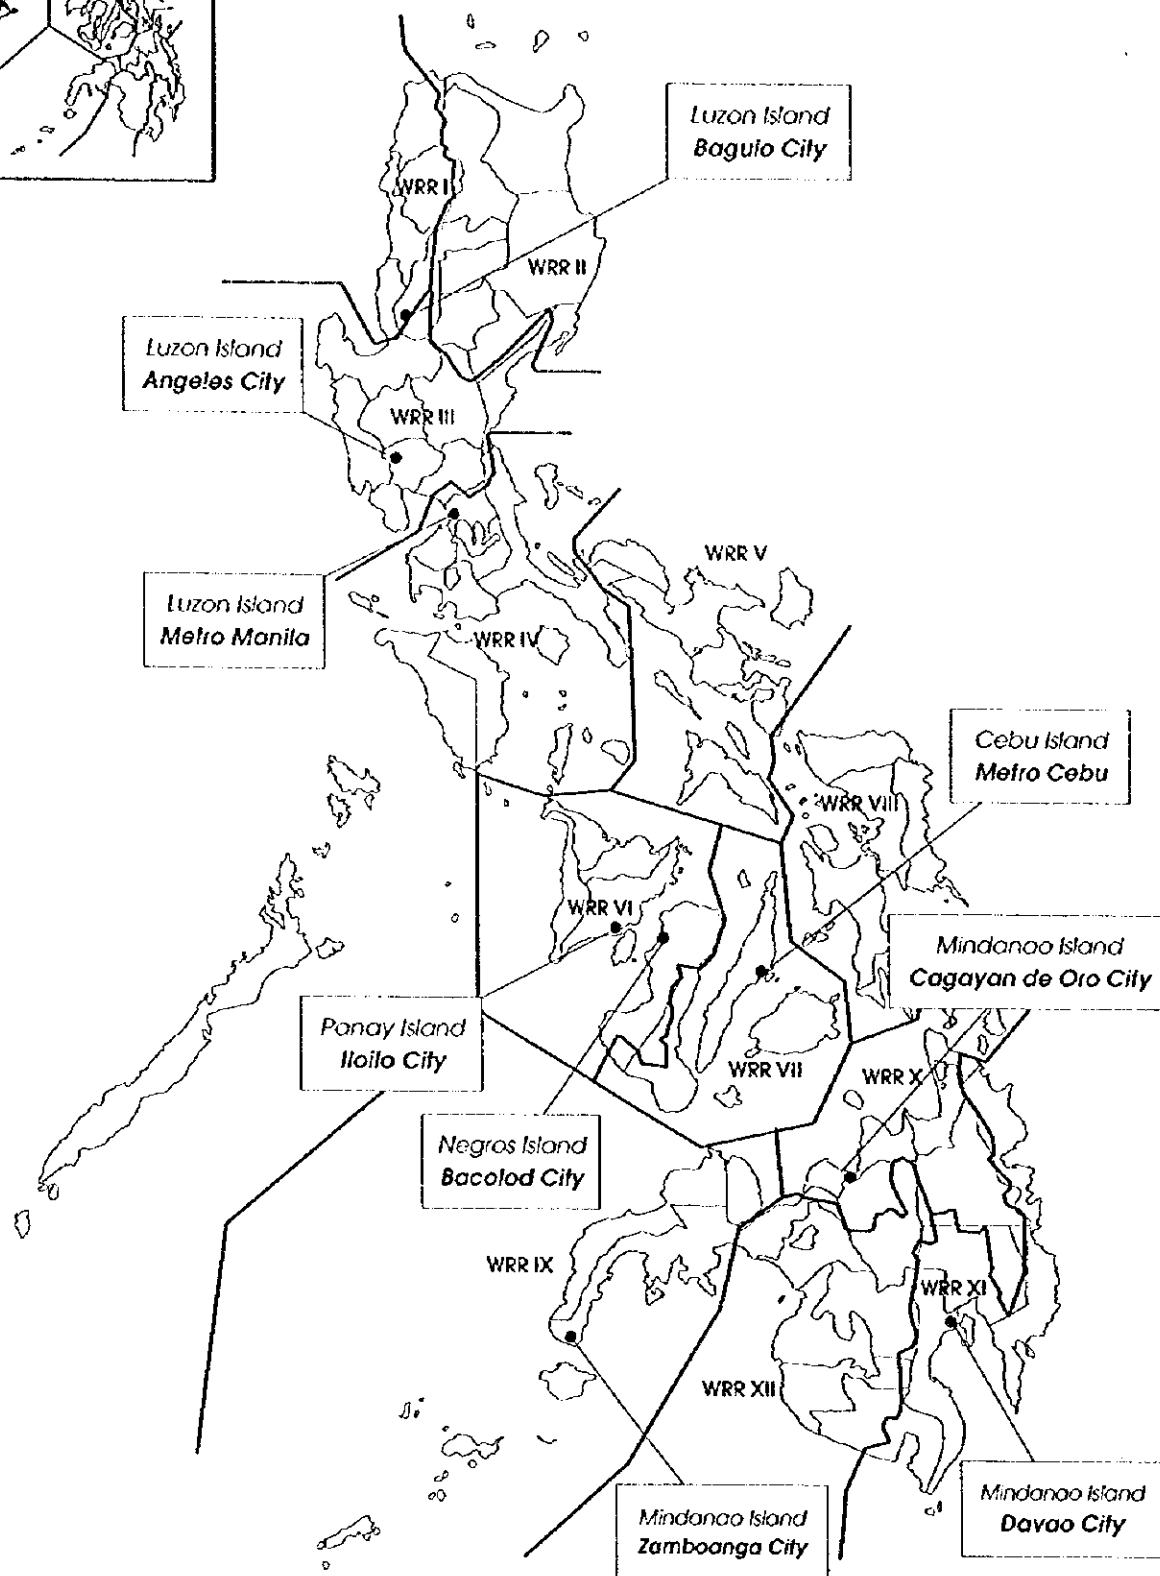 Luzon Island
Baguio City
WRR I
WRR II
Luzon Island
Angeles City
WRR III
WRR V
Luzon Island
Metro Manila
WRR IV
Cebu Island
Metro Cebu
WRR VIII
WRR VI
Mindanao Island
Cagayan de Oro City
Panay Island
Iloilo City
WRR VII
WRR X
Negros Island
Bacolod City
WRR IX
WRR XI
WRR XII
Mindanao Island
Davao City
Mindanao Island
Zamboanga City